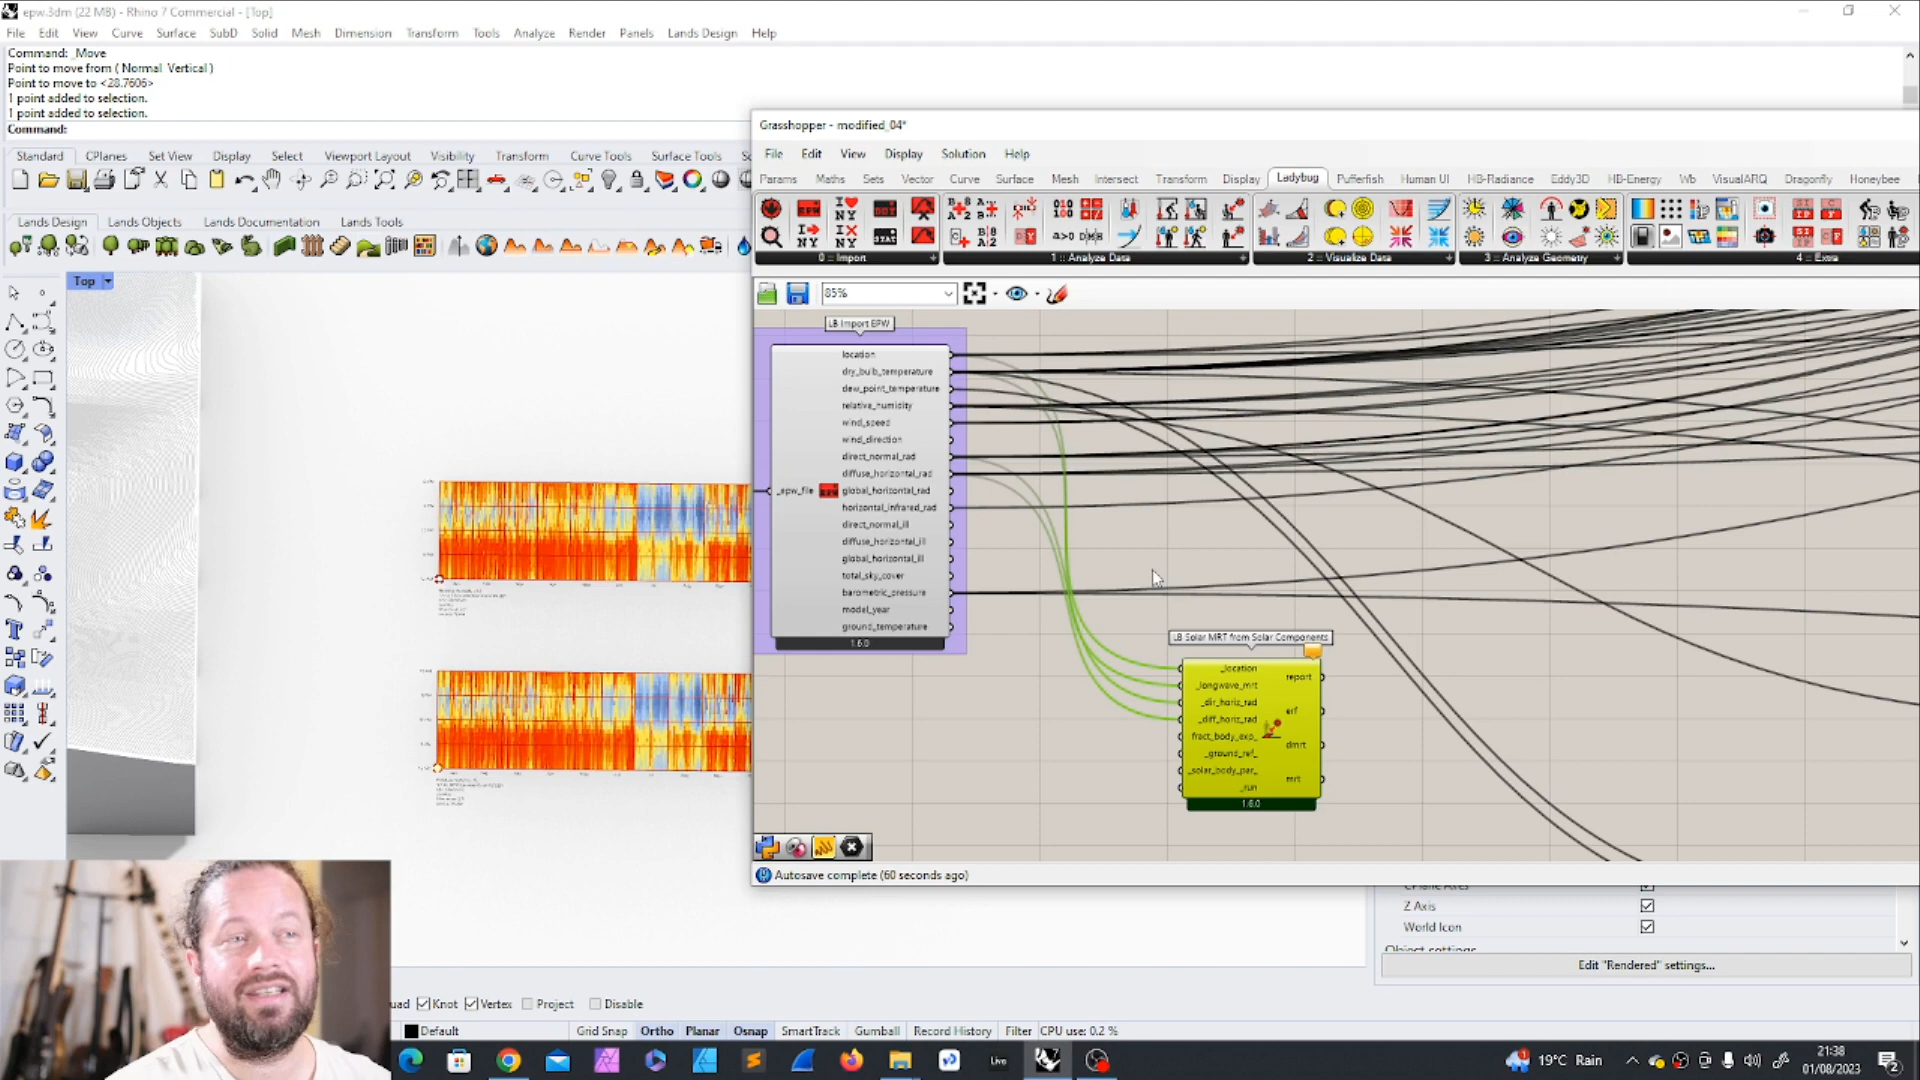 epw.3dm (22 MB) - Rhino 7 Commercial - [Top]
File Edit View Curve Surface SubD Solid Mesh Dimension Transform Tools Analyze Render Panels Lands Design Help
Command: _Move
Point to move from ( Normal Vertical )
Point to move to <28.7606>
1 point added to selection.
1 point added to selection.
Command:
Standard CPlanes Set View Display Select Viewport Layout Visibility Transform Curve Tools Surface Tools
Lands Design Lands Objects Lands Documentation Lands Tools
Top
Grasshopper - modified_04*
File Edit View Display Solution Help
Params Maths Sets Vector Curve Surface Mesh Intersect Transform Display Ladybug Pufferfish Human UI HB-Radiance Eddy3D HB-Energy Wb VisualARQ Dragonfly Honeybee
0 :: Import 1 :: Analyze Data 2 :: Visualize Data 3 :: Analyze Geometry 4 :: Extra
85%
LB Import EPW
location
dry_bulb_temperature
dew_point_temperature
relative_humidity
wind_speed
wind_direction
direct_normal_rad
diffuse_horizontal_rad
_epw_file
global_horizontal_rad
horizontal_infrared_rad
direct_normal_ill
diffuse_horizontal_ill
global_horizontal_ill
total_sky_cover
barometric_pressure
model_year
ground_temperature
1.6.0
LB Solar MRT from Solar Components
_location
_longwave_mrt
_dir_horiz_rad
_diff_horiz_rad
fract_body_exp_
_ground_ref_
_solar_body_par_
_run
report
erf
dmrt
mrt
1.6.0
Autosave complete (60 seconds ago)
CPlane Axes
Z Axis
World Icon
Object settings
Edit "Rendered" settings...
uad Knot Vertex Project Disable
Default Grid Snap Ortho Planar Osnap SmartTrack Gumball Record History Filter CPU use: 0.2 %
Live
19°C Rain
21:38
01/08/2023
2